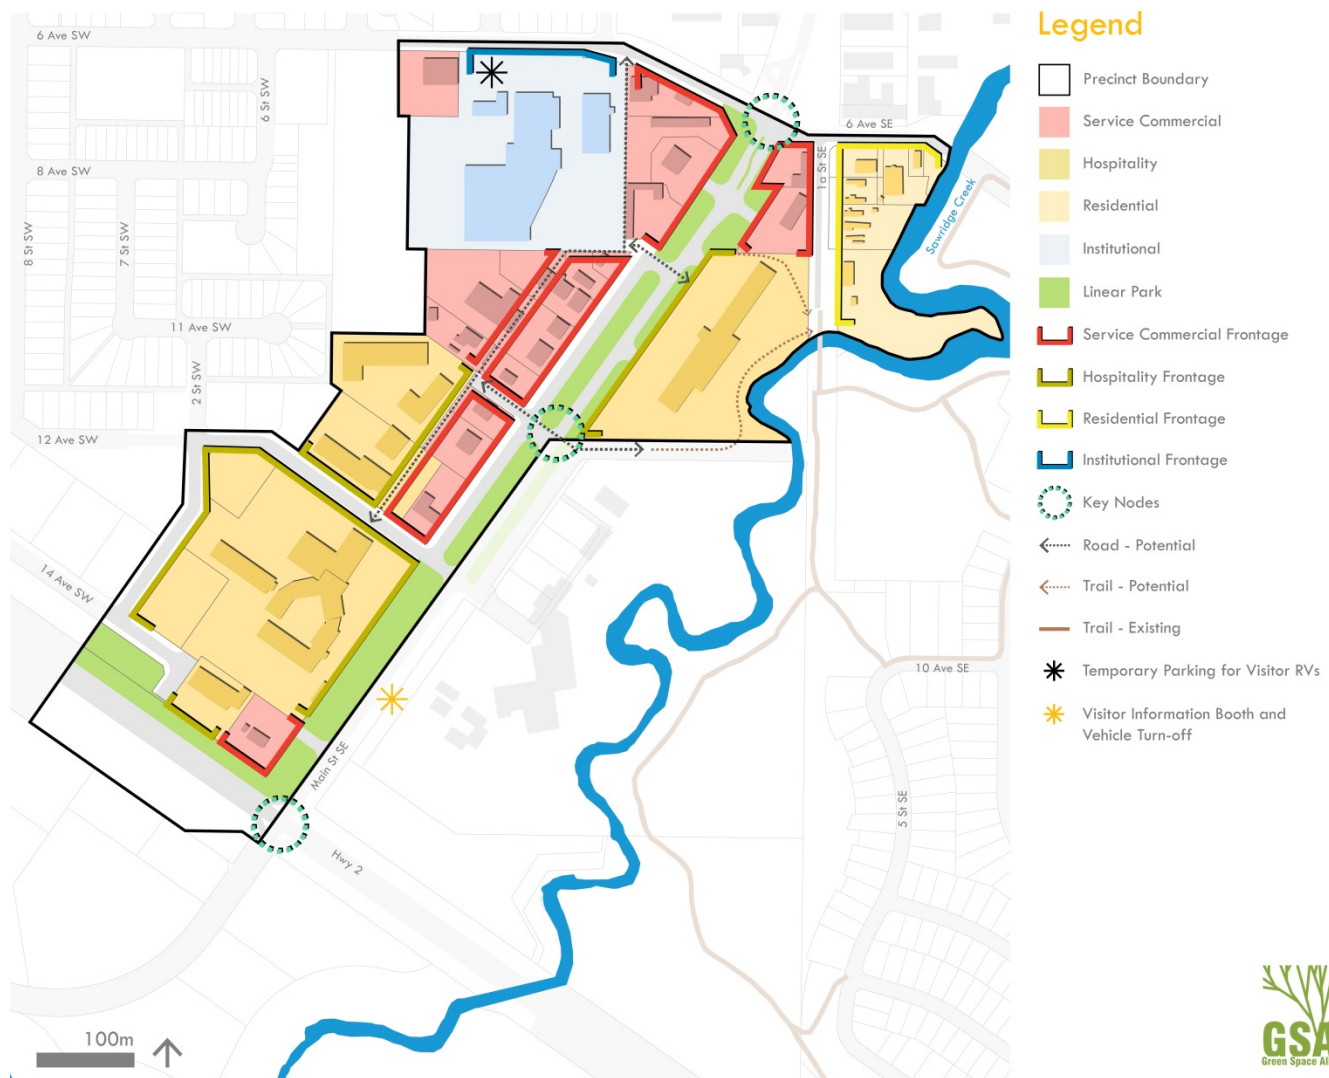 Legend
Precinct Boundary
Service Commercial
Hospitality
Residential
Institutional
Linear Park
Service Commercial Frontage
Hospitality Frontage
Residential Frontage
Institutional Frontage
Key Nodes
Road - Potential
Trail - Potential
Trail - Existing
Temporary Parking for Visitor RVs
Visitor Information Booth and
Vehicle Turn-off
6 Ave SW
6 St SW
8 Ave SW
8 St SW
7 St SW
11 Ave SW
2 St SW
12 Ave SW
14 Ave SW
6 Ave SE
1a St SE
Sawridge Creek
10 Ave SE
5 St SE
Main St SE
Hwy 2
100m
GSA
Green Space Al